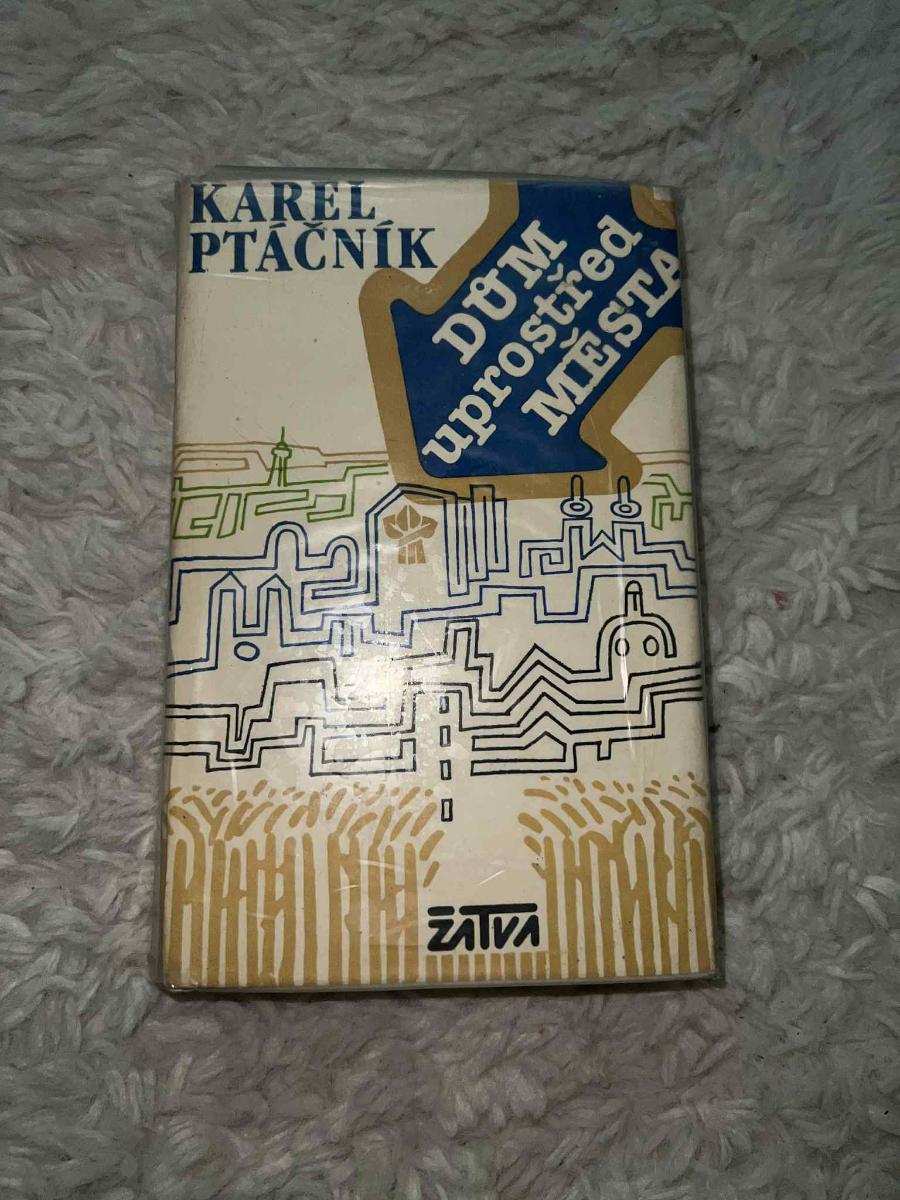 KAREL
PTÁČNÍK
DŮM
uprostřed
MĚSTA
ŽATVA